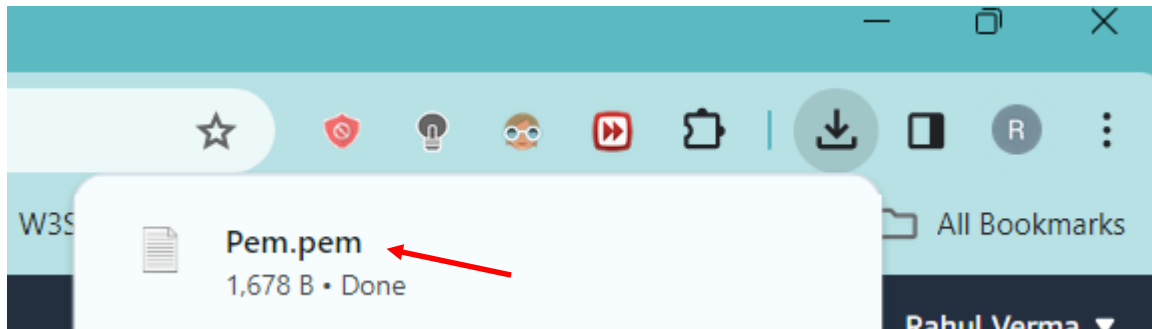 R
W3S
All Bookmarks
Pem.pem
1,678 B • Done
Rahul Verma